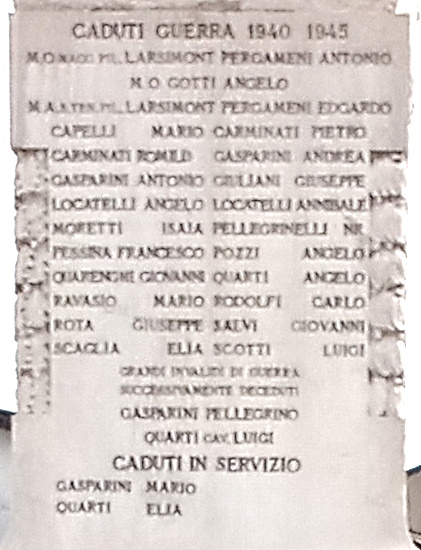 CADUTI GUERRA 1940 1945
M.O. MAGG. PIL. LARSIMONT PERGAMENI ANTONIO
M.O. GOTTI ANGELO
M.A. S.TEN. PIL. LARSIMONT PERGAMENI EDGARDO
CAPELLI MARIO CARMINATI PIETRO
CARMINATI ROMILD GASPARINI ANDREA
GASPARINI ANTONIO GIULIANI GIUSEPPE
LOCATELLI ANGELO LOCATELLI ANNIBALE
MORETTI ISAIA PELLEGRINELLI
PESSINA FRANCESCO POZZI ANGELO
QUARENGHI GIOVANNI QUARTI ANGELO
RAVASIO MARIO RODOLFI CARLO
ROTA GIUSEPPE SALVI GIOVANNI
SCAGLIA ELIA SCOTTI LUIGI
GRANDI INVALIDI DI GUERRA
SUCCESSIVAMENTE DECEDUTI
GASPARINI PELLEGRINO
QUARTI CAV. LUIGI
CADUTI IN SERVIZIO
GASPARINI MARIO
QUARTI ELIA